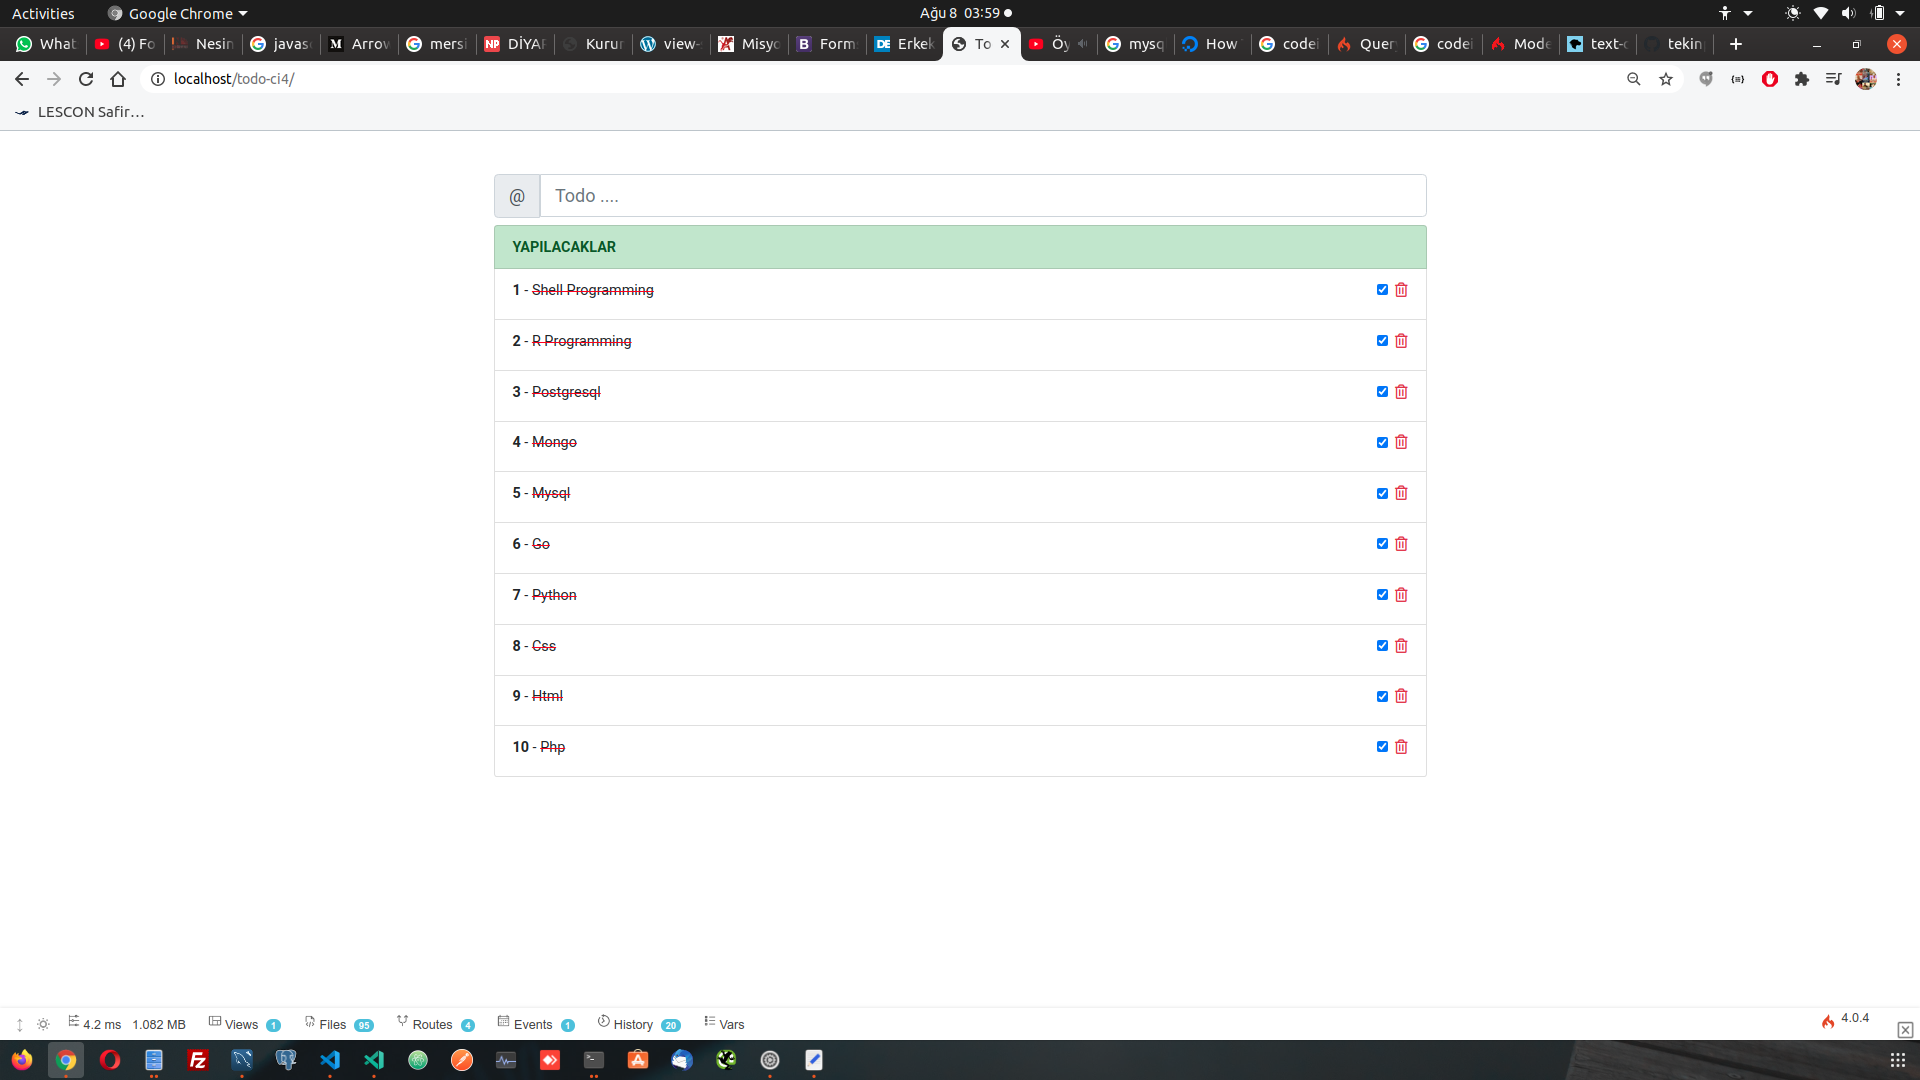 Activities Google Chrome Ağu 8 03:59
What (4) Fo Nesin javas Arro mersi DİYAF Kurur view- Misyo Form Erkek To Öy mysq How codei Quer codei Mode text-c tekin
localhost/todo-ci4/
LESCON Safir...
@ Todo ....
YAPILACAKLAR
1 - Shell Programming
2 - R Programming
3 - Postgresql
4 - Mongo
5 - Mysql
6 - Go
7 - Python
8 - Css
9 - Html
10 - Php
4.2 ms 1.082 MB Views 1 Files 95 Routes 4 Events 1 History 20 Vars 4.0.4